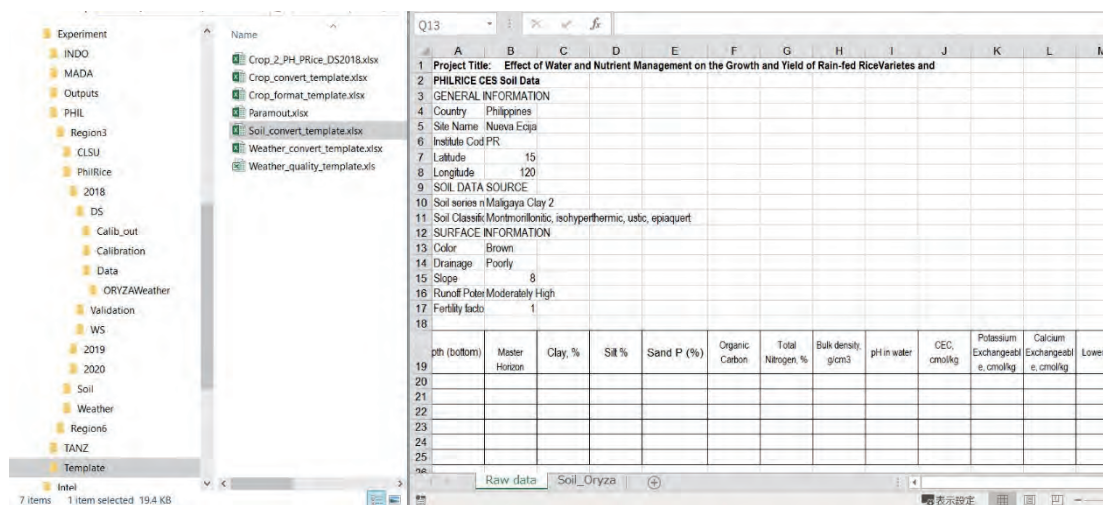 Experiment
INDO
MADA
Outputs
PHIL
Region3
CLSU
PhilRice
2018
DS
Calib_out
Calibration
Data
ORYZAWeather
Validation
WS
2019
2020
Soil
Weather
Region6
TANZ
Template
Intel
7 items 1 item selected 19.4 KB
Name
Crop_2_PH_PRice_DS2018.xlsx
Crop_convert_template.xlsx
Crop_format_template.xlsx
Paramout.xlsx
Soil_convert_template.xlsx
Weather_convert_template.xlsx
Weather_quality_template.xls
Q13 fx
A B C D E F G H I J K L
1 Project Title: Effect of Water and Nutrient Management on the Growth and Yield of Rain-fed RiceVarietes and
2 PHILRICE CES Soil Data
3 GENERAL INFORMATION
4 Country Philippines
5 Site Name Nueva Ecija
6 Institute Cod PR
7 Latitude 15
8 Longitude 120
9 SOIL DATA SOURCE
10 Soil series n Maligaya Clay 2
11 Soil Classific Montmorillonitic, isohyperthermic, ustic, epiaquert
12 SURFACE INFORMATION
13 Color Brown
14 Drainage Poorly
15 Slope 8
16 Runoff Poter Moderately High
17 Fertility facto 1
18
19 pth (bottom) Master Horizon Clay, % Silt % Sand P (%) Organic Carbon Total Nitrogen, % Bulk density, g/cm3 pH in water CEC, cmol/kg Potassium Exchangeabl e, cmol/kg Calcium Exchangeabl e, cmol/kg Lower
20
21
22
23
24
25
26
Raw data Soil_Oryza
表示設定